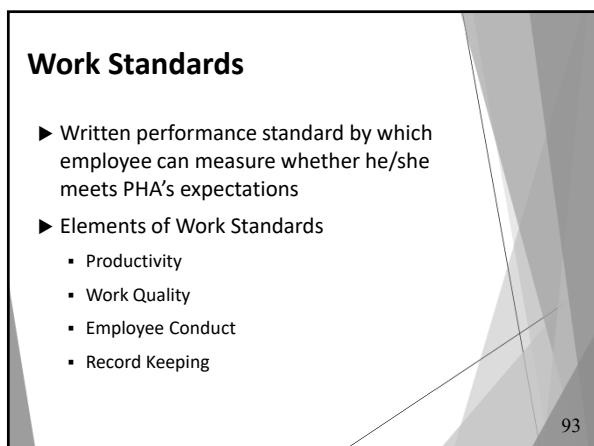 Work Standards
▶ Written performance standard by which
employee can measure whether he/she
meets PHA's expectations
▶ Elements of Work Standards
▪ Productivity
▪ Work Quality
▪ Employee Conduct
▪ Record Keeping
93